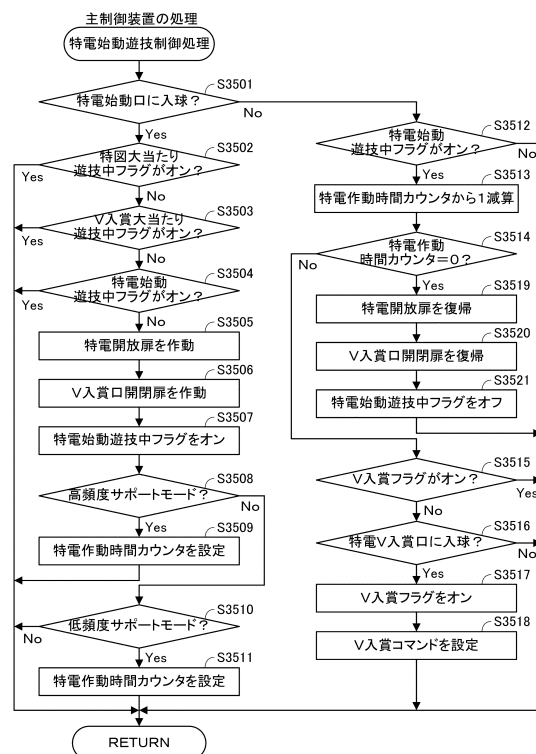 主制御装置の処理
特電始動遊技制御処理
S3501
特電始動口に入球？
No
Yes
S3502
特図大当たり
遊技中フラグがオン？
Yes
No
S3503
V入賞大当たり
遊技中フラグがオン？
Yes
No
S3504
特電始動
遊技中フラグがオン？
Yes
No
S3505
特電開放扉を作動
S3506
V入賞口開閉扉を作動
S3507
特電始動遊技中フラグをオン
S3508
高頻度サポートモード？
No
Yes
S3509
特電作動時間カウンタを設定
S3510
低頻度サポートモード？
No
Yes
S3511
特電作動時間カウンタを設定
RETURN
S3512
特電始動
遊技中フラグがオン？
No
Yes
S3513
特電作動時間カウンタから1減算
S3514
特電作動
時間カウンタ=0？
No
Yes
S3519
特電開放扉を復帰
S3520
V入賞口開閉扉を復帰
S3521
特電始動遊技中フラグをオフ
S3515
V入賞フラグがオン？
Yes
No
S3516
特電V入賞口に入球？
No
Yes
S3517
V入賞フラグをオン
S3518
V入賞コマンドを設定